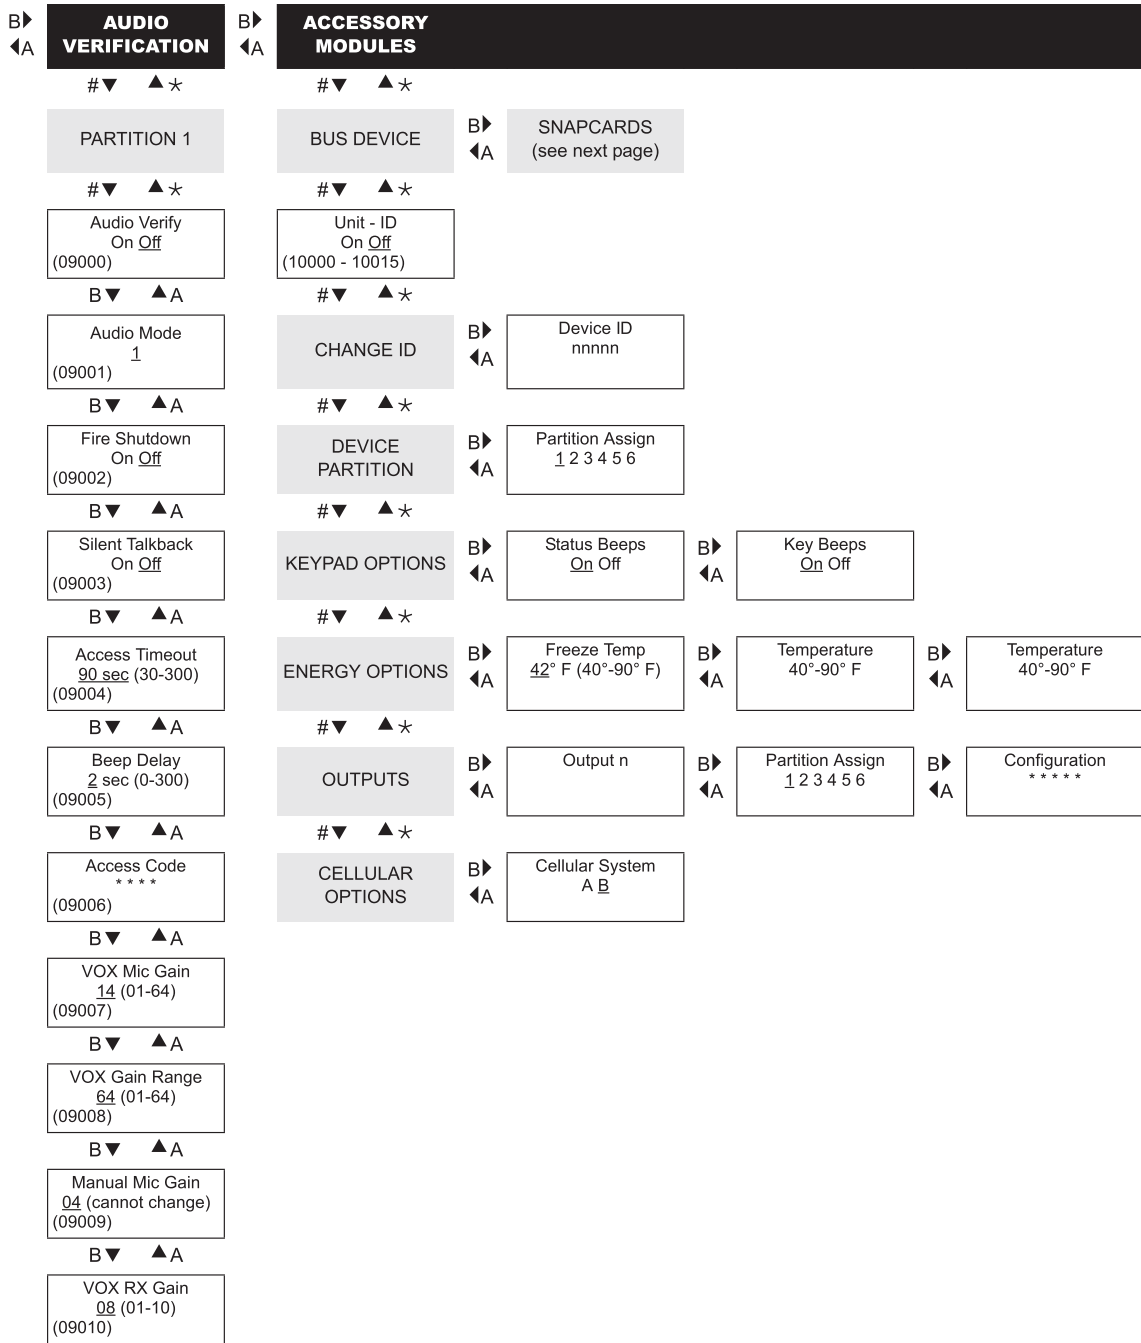 B▶ AUDIO VERIFICATION B▶ ACCESSORY MODULES
◀A ◀A
#▼ ▲* #▼ ▲*
PARTITION 1
BUS DEVICE
B▶
◀A
SNAPCARDS
(see next page)
#▼ ▲* #▼ ▲*
Audio Verify
On Off
(09000)
Unit - ID
On Off
(10000 - 10015)
B▼ ▲A #▼ ▲*
Audio Mode
1
(09001)
CHANGE ID
B▶
◀A
Device ID
nnnnn
B▼ ▲A #▼ ▲*
Fire Shutdown
On Off
(09002)
DEVICE
PARTITION
B▶
◀A
Partition Assign
1 2 3 4 5 6
B▼ ▲A #▼ ▲*
Silent Talkback
On Off
(09003)
KEYPAD OPTIONS
B▶
◀A
Status Beeps
On Off
B▶
◀A
Key Beeps
On Off
B▼ ▲A #▼ ▲*
Access Timeout
90 sec (30-300)
(09004)
ENERGY OPTIONS
B▶
◀A
Freeze Temp
42° F (40°-90° F)
B▶
◀A
Temperature
40°-90° F
B▶
◀A
Temperature
40°-90° F
B▼ ▲A #▼ ▲*
Beep Delay
2 sec (0-300)
(09005)
OUTPUTS
B▶
◀A
Output n
B▶
◀A
Partition Assign
1 2 3 4 5 6
B▶
◀A
Configuration
* * * * *
B▼ ▲A #▼ ▲*
Access Code
* * * *
(09006)
CELLULAR
OPTIONS
B▶
◀A
Cellular System
A B
B▼ ▲A
VOX Mic Gain
14 (01-64)
(09007)
B▼ ▲A
VOX Gain Range
64 (01-64)
(09008)
B▼ ▲A
Manual Mic Gain
04 (cannot change)
(09009)
B▼ ▲A
VOX RX Gain
08 (01-10)
(09010)